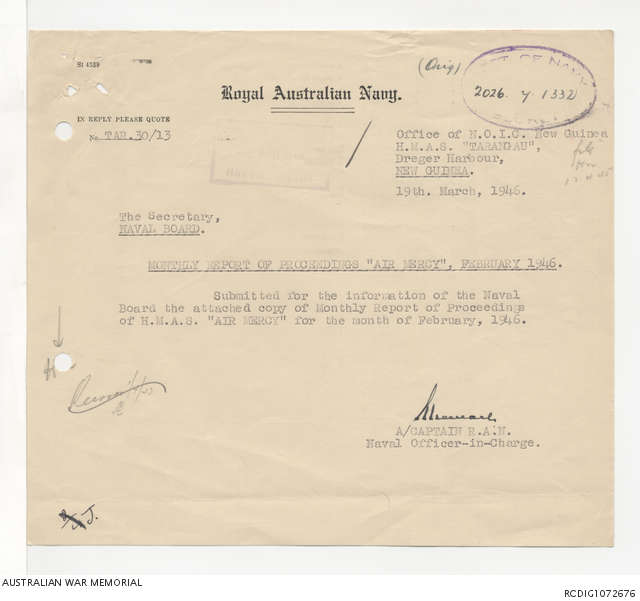 St 4539
(Orig)
Royal Australian Navy.
2026. 7 1332
IN REPLY PLEASE QUOTE
No. TAR.30/13
Office of N.O.I.C. New Guinea
H.M.A.S. "TARANGAU",
Dreger Harbour,
NEW GUINEA.
19th. March, 1946.
The Secretary,
NAVAL BOARD.
MONTHLY REPORT OF PROCEEDINGS "AIR MERCY", FEBRUARY 1946.
Submitted for the information of the Naval
Board the attached copy of Monthly Report of Proceedings
of H.M.A.S. "AIR MERCY" for the month of February, 1946.
A/CAPTAIN R.A.N.
Naval Officer-in-Charge.
AUSTRALIAN WAR MEMORIAL
RCDIG1072676